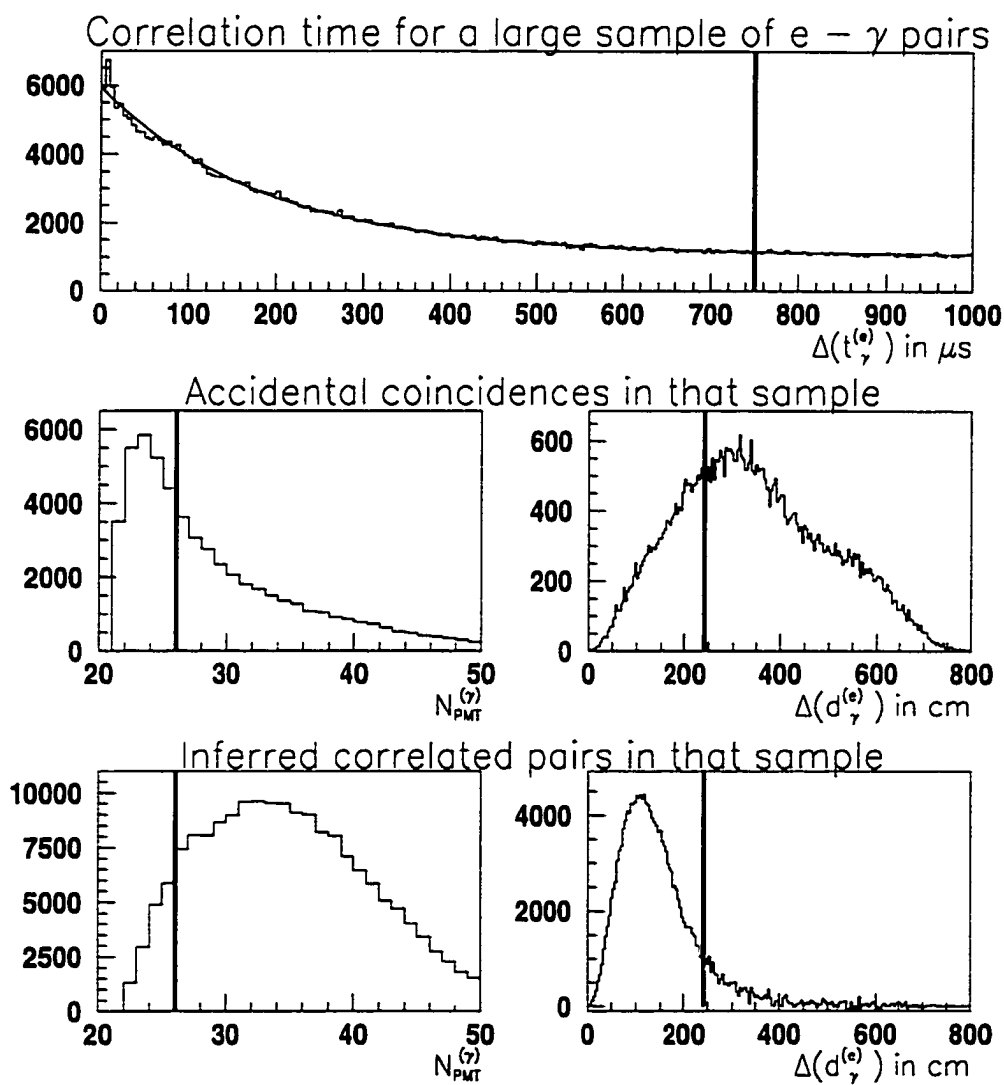 Correlation time for a large sample of e − γ pairs
6000
4000
2000
0
0 100 200 300 400 500 600 700 800 900 1000
Δ(t_γ^(e)) in μs
Accidental coincidences in that sample
6000
4000
2000
0
20 30 40 50
N_PMT^(γ)
600
400
200
0
0 200 400 600 800
Δ(d_γ^(e)) in cm
Inferred correlated pairs in that sample
10000
7500
5000
2500
0
20 30 40 50
N_PMT^(γ)
4000
2000
0
0 200 400 600 800
Δ(d_γ^(e)) in cm